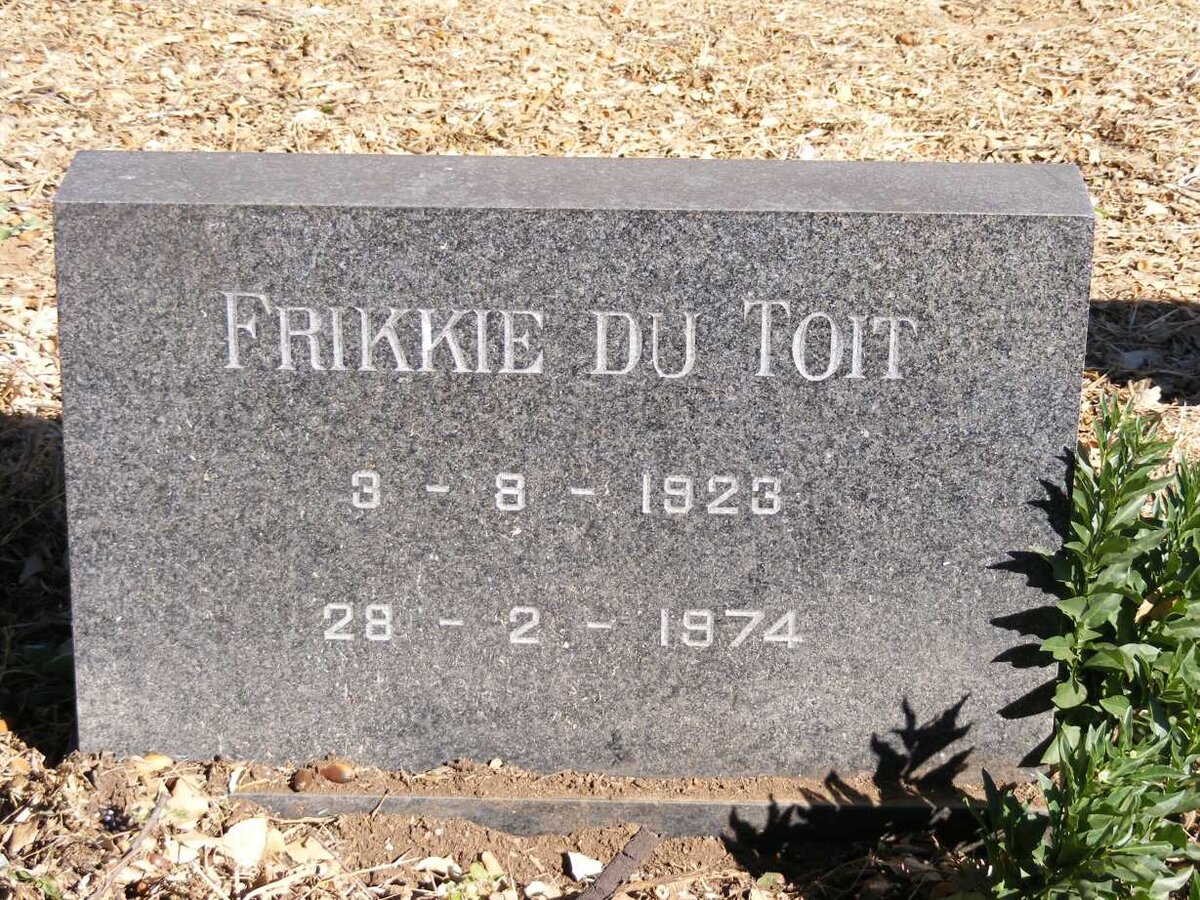 FRIKKIE DU TOIT
3 - 8 - 1923
28 - 2 - 1974